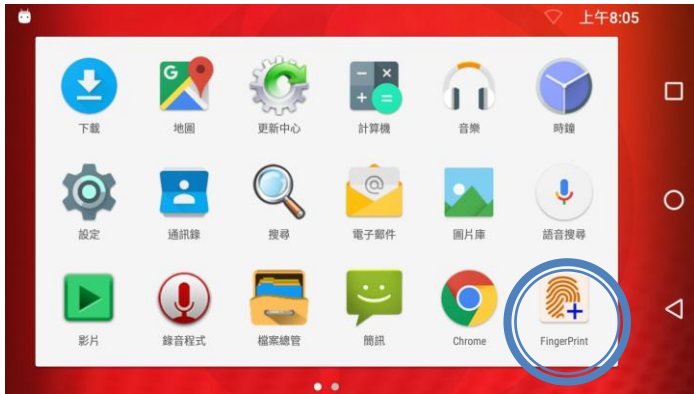 上午8:05
G
下載
地圖
更新中心
計算機
音樂
時鐘
@
設定
通訊錄
搜尋
電子郵件
圖片庫
語音搜尋
影片
錄音程式
檔案總管
簡訊
Chrome
FingerPrint